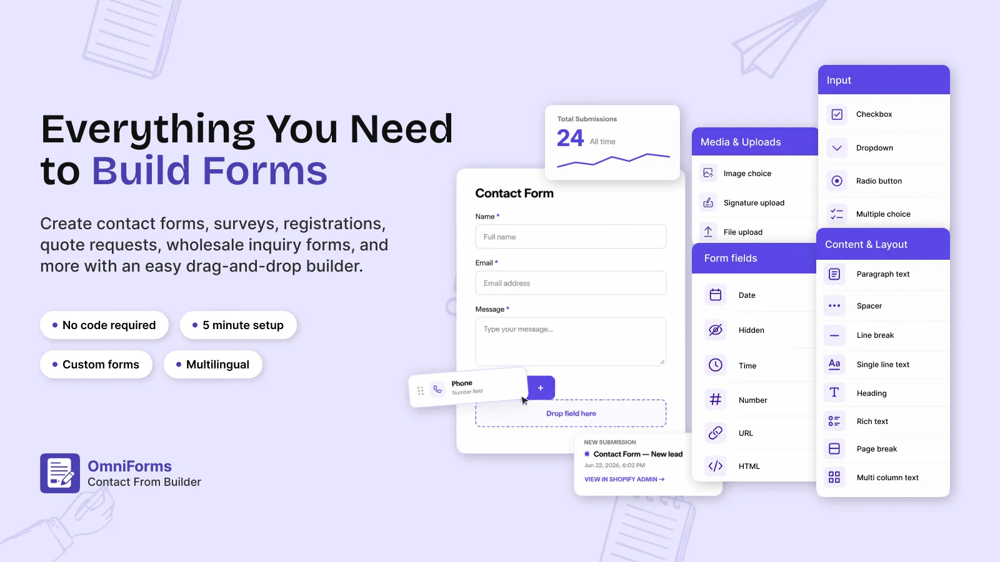 Everything You Need
to Build Forms
Create contact forms, surveys, registrations,
quote requests, wholesale inquiry forms, and
more with an easy drag-and-drop builder.
No code required
5 minute setup
Custom forms
Multilingual
OmniForms
Contact From Builder
Total Submissions
24 All time
Contact Form
Name *
Full name
Email *
Email address
Message *
Type your message...
Phone
Number field
+
Drop field here
NEW SUBMISSION
Contact Form — New lead
Jun 22, 2026, 6:02 PM
VIEW IN SHOPIFY ADMIN →
Media & Uploads
Image choice
Signature upload
File upload
Form fields
Date
Hidden
Time
Number
URL
HTML
Input
Checkbox
Dropdown
Radio button
Multiple choice
Content & Layout
Paragraph text
Spacer
Line break
Aa Single line text
T Heading
Rich text
Page break
Multi column text